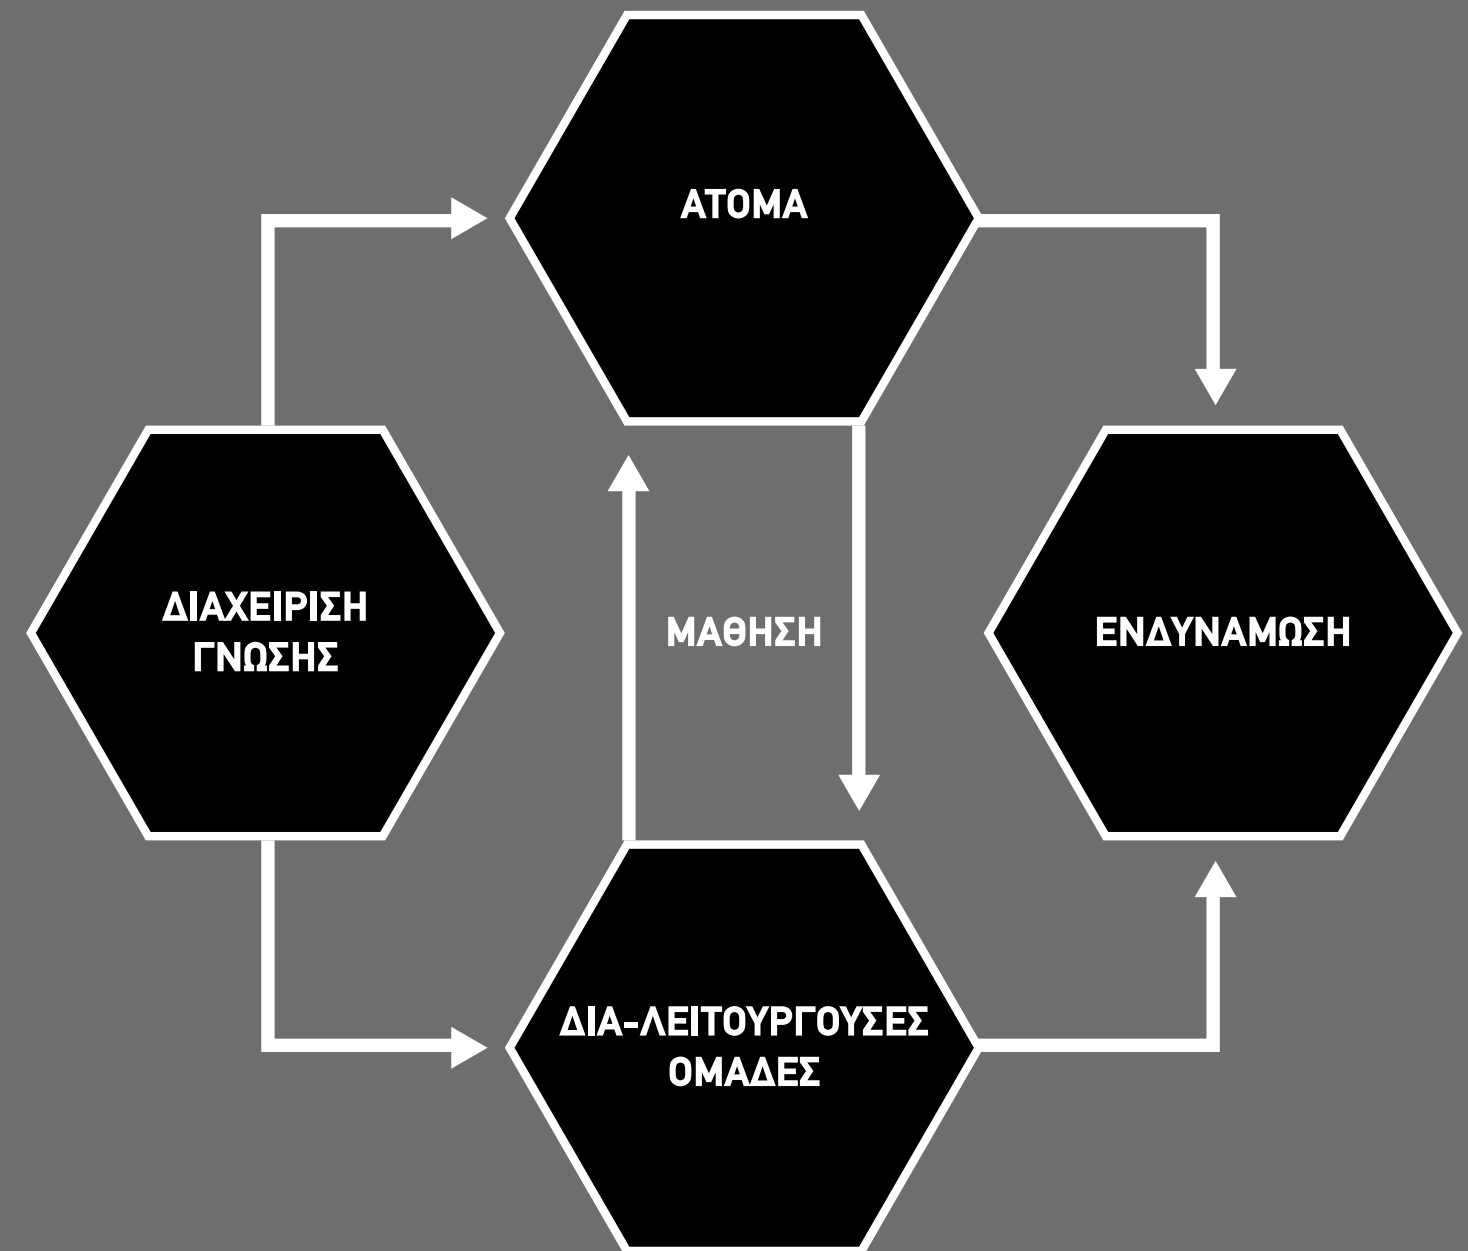 ΑΤΟΜΑ
ΔΙΑΧΕΙΡΙΣΗ
ΓΝΩΣΗΣ
ΜΑΘΗΣΗ
ΕΝΔΥΝΑΜΩΣΗ
ΔΙΑ-ΛΕΙΤΟΥΡΓΟΥΣΕΣ
ΟΜΑΔΕΣ